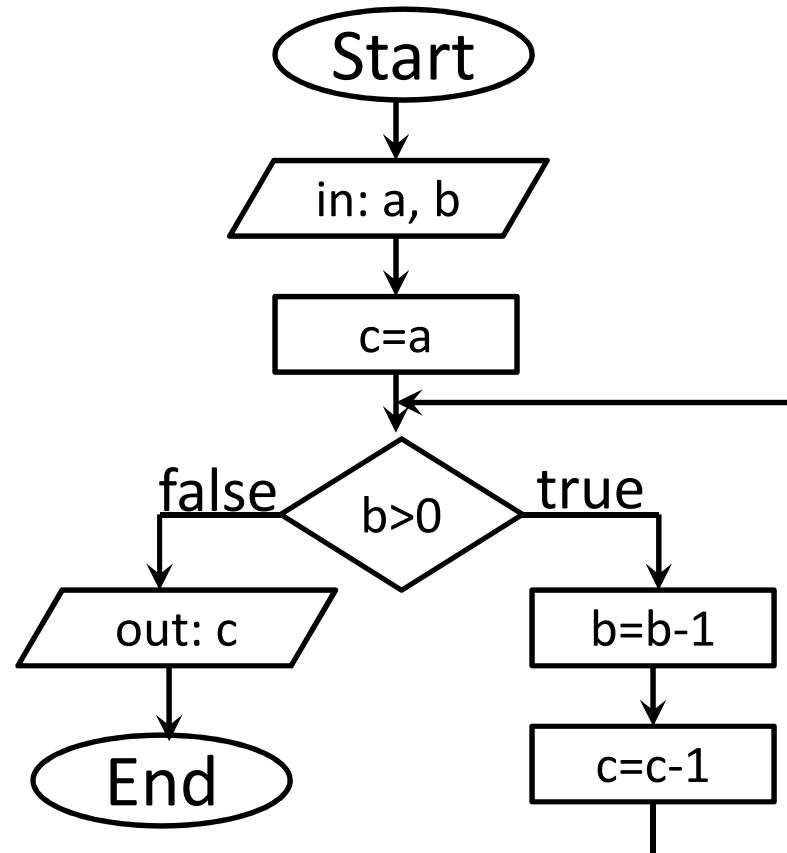 Start
in: a, b
c=a
b>0
false
true
out: c
b=b-1
End
c=c-1